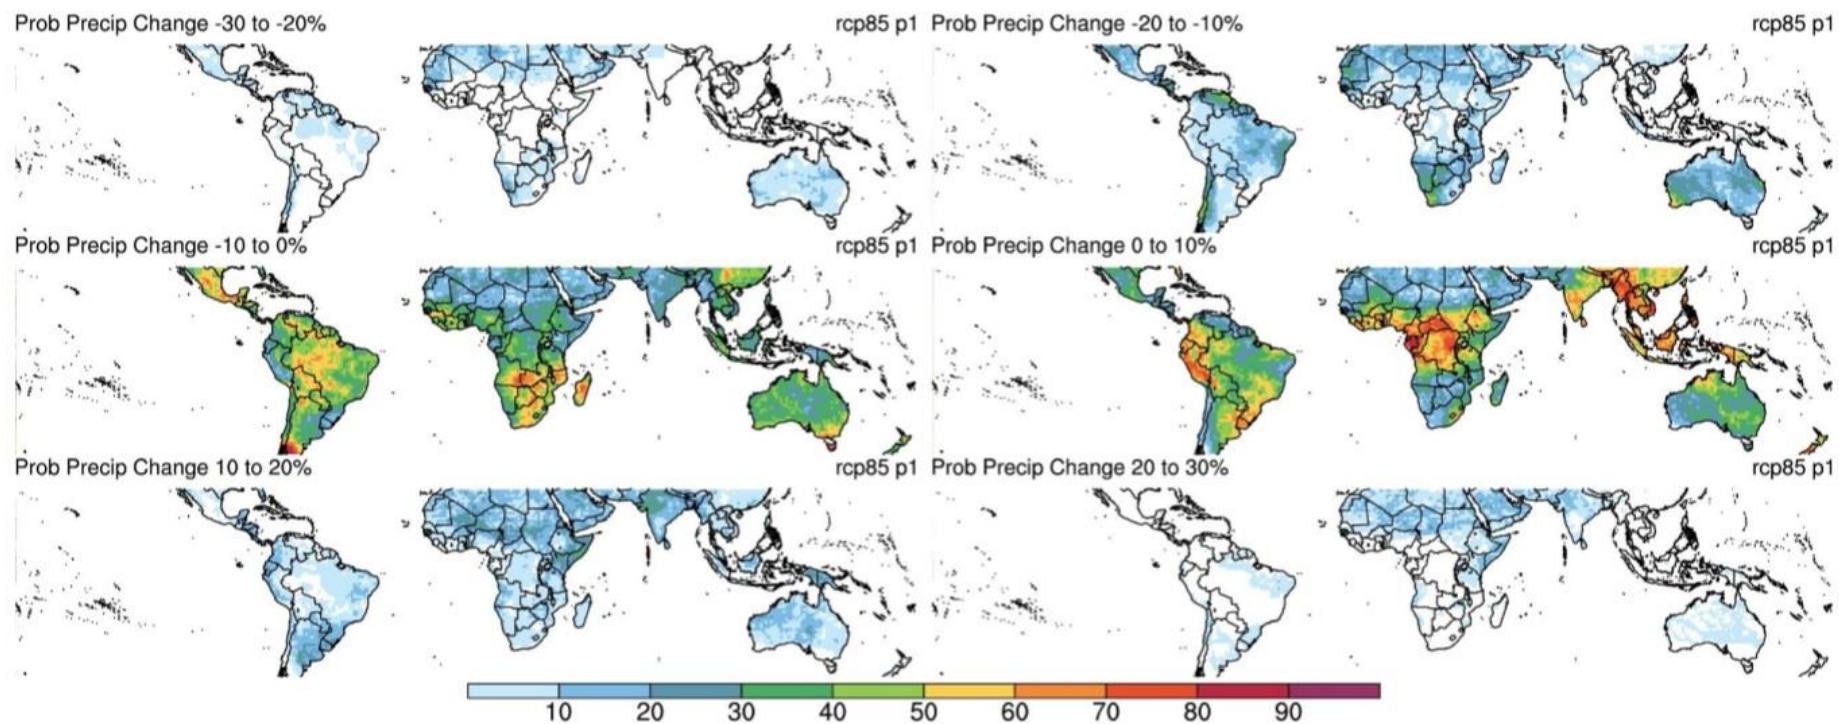 Prob Precip Change -30 to -20% rcp85 p1
Prob Precip Change -20 to -10% rcp85 p1
Prob Precip Change -10 to 0% rcp85 p1
Prob Precip Change 0 to 10% rcp85 p1
Prob Precip Change 10 to 20% rcp85 p1
Prob Precip Change 20 to 30% rcp85 p1
10 20 30 40 50 60 70 80 90